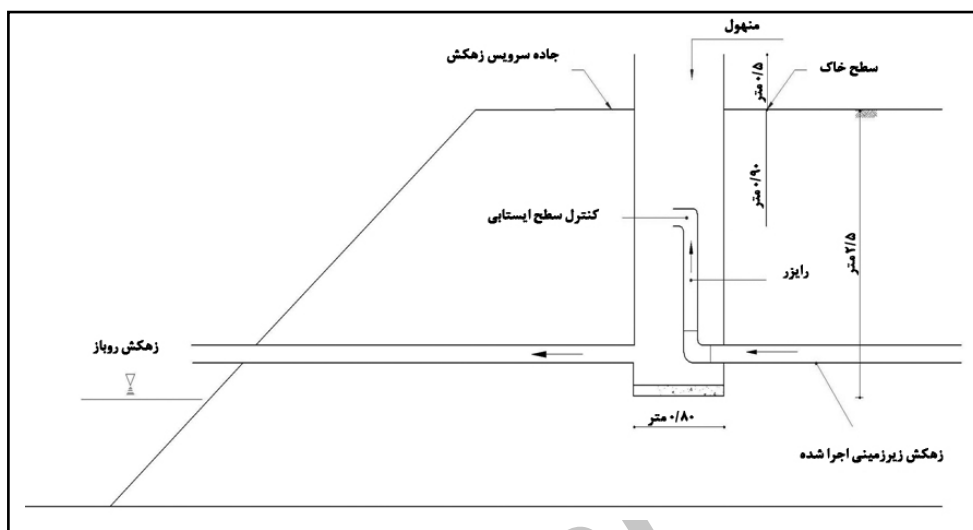 منهول
جاده سرویس زهکش
سطح خاک
۰/۵ متر
۰/۹۰ متر
۲/۵ متر
کنترل سطح ایستابی
رایزر
زهکش روباز
۰/۸۰ متر
زهکش زیرزمینی اجرا شده